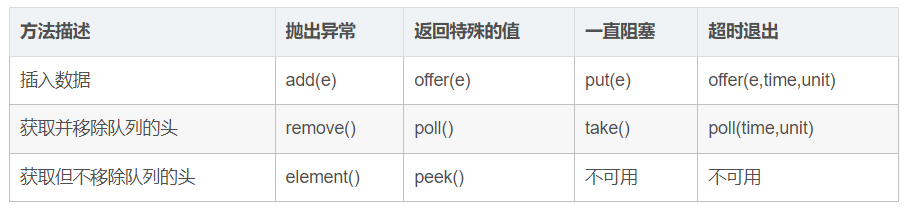 方法描述 抛出异常 返回特殊的值 一直阻塞 超时退出
插入数据 add(e) offer(e) put(e) offer(e,time,unit)
获取并移除队列的头 remove() poll() take() poll(time,unit)
获取但不移除队列的头 element() peek() 不可用 不可用